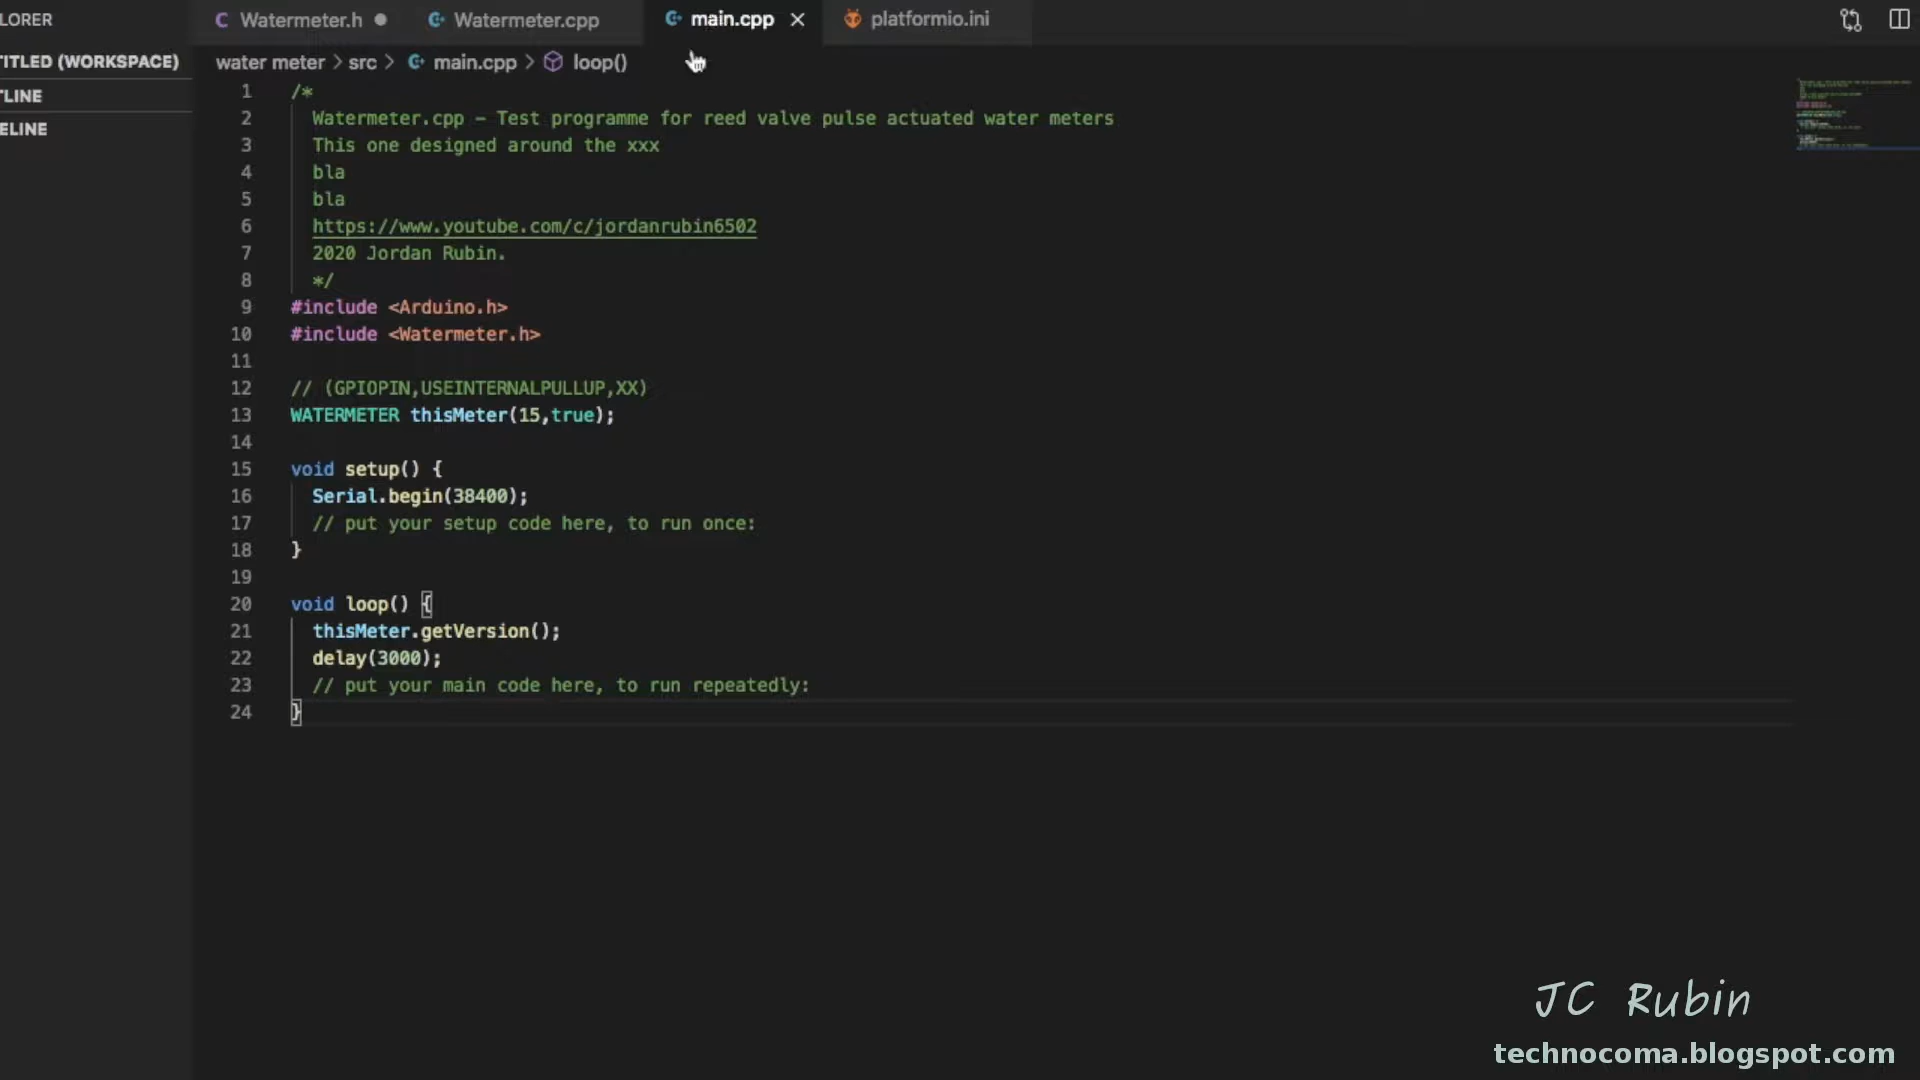 LORER
Watermeter.h
Watermeter.cpp
main.cpp
platformio.ini
TITLED (WORKSPACE)
TLINE
ELINE
water meter > src > main.cpp > loop()
1 /*
2 Watermeter.cpp - Test programme for reed valve pulse actuated water meters
3 This one designed around the xxx
4 bla
5 bla
6 https://www.youtube.com/c/jordanrubin6502
7 2020 Jordan Rubin.
8 */
9 #include <Arduino.h>
10 #include <Watermeter.h>
11
12 // (GPIOPIN,USEINTERNALPULLUP,XX)
13 WATERMETER thisMeter(15,true);
14
15 void setup() {
16 Serial.begin(38400);
17 // put your setup code here, to run once:
18 }
19
20 void loop() {
21 thisMeter.getVersion();
22 delay(3000);
23 // put your main code here, to run repeatedly:
24 }
JC Rubin
technocoma.blogspot.com